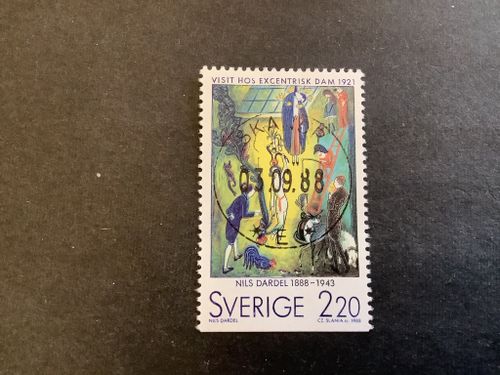 VISIT HOS EXCENTRISK DAM 1921
03.09.88
* E
NILS DARDEL 1888-1943
SVERIGE 2.20
NILS DARDEL CZ. SLANIA sc. 1988